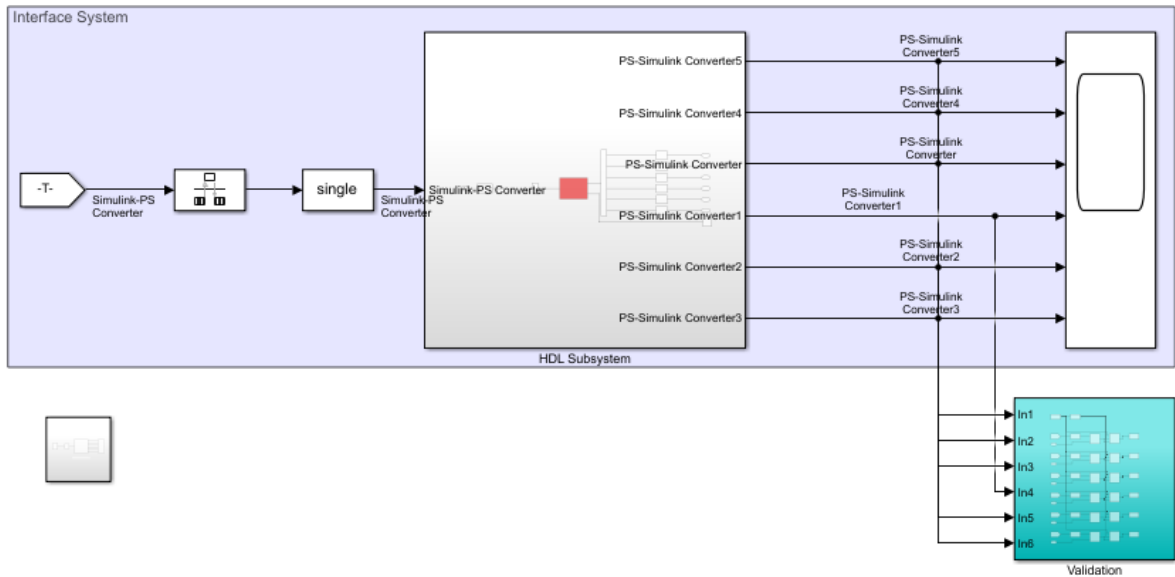 Interface System
-T-
Simulink-PS
Converter
single
Simulink-PS
Converter
Simulink-PS Converter
PS-Simulink Converter5
PS-Simulink Converter4
PS-Simulink Converter
PS-Simulink Converter1
PS-Simulink Converter2
PS-Simulink Converter3
HDL Subsystem
PS-Simulink
Converter5
PS-Simulink
Converter4
PS-Simulink
Converter
PS-Simulink
Converter1
PS-Simulink
Converter2
PS-Simulink
Converter3
In1
In2
In3
In4
In5
In6
Validation